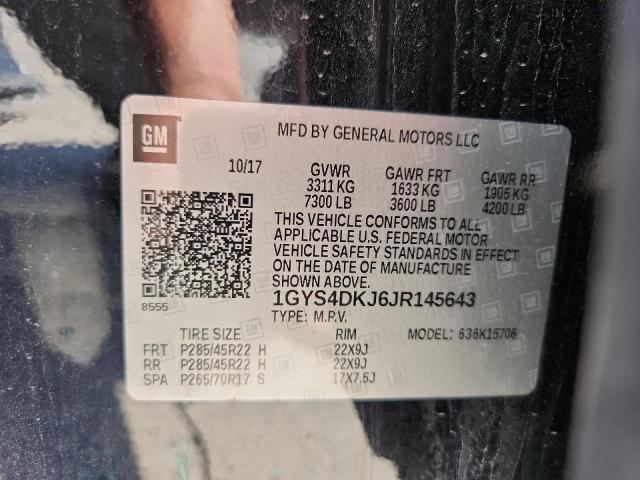 GM
MFD BY GENERAL MOTORS LLC
10/17 GVWR GAWR FRT GAWR RR
3311 KG 1633 KG 1905 KG
7300 LB 3600 LB 4200 LB
THIS VEHICLE CONFORMS TO ALL
APPLICABLE U.S. FEDERAL MOTOR
VEHICLE SAFETY STANDARDS IN EFFECT
ON THE DATE OF MANUFACTURE
SHOWN ABOVE.
8555
1GYS4DKJ6JR145643
TYPE: M.P.V.
TIRE SIZE RIM MODEL: 636K15706
FRT P285/45R22 H 22X9J
RR P285/45R22 H 22X9J
SPA P265/70R17 S 17X7.5J